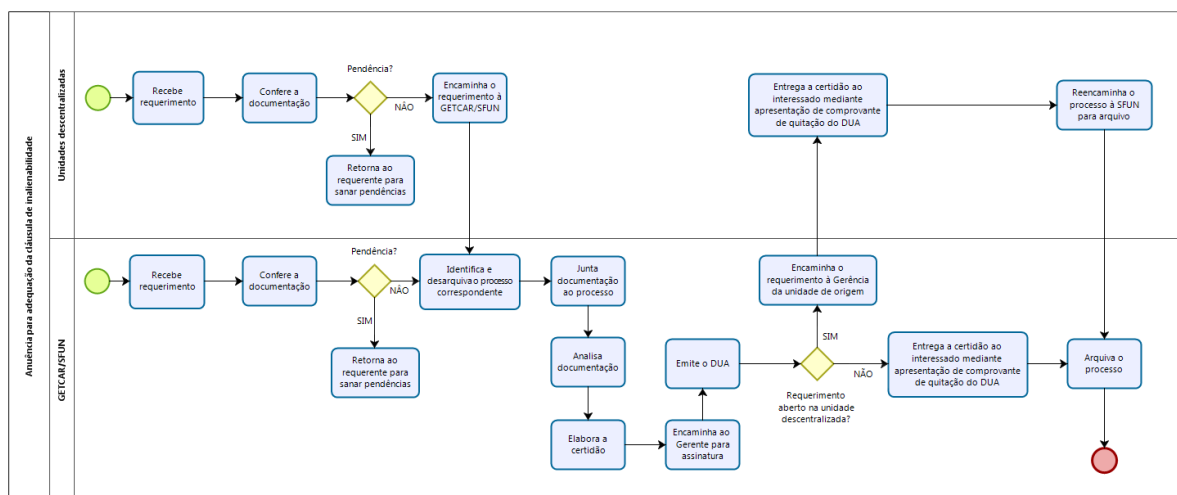 Anuência para adequação da cláusula de inalienabilidade
Unidades descentralizadas
Recebe
requerimento
Confere a
documentação
Pendência?
NÃO
SIM
Retorna ao
requerente para
sanar pendências
Encaminha o
requerimento à
GETCAR/SFUN
Entrega a certidão ao
interessado mediante
apresentação de comprovante
de quitação do DUA
Reencaminha o
processo à SFUN
para arquivo
GETCAR/SFUN
Recebe
requerimento
Confere a
documentação
Pendência?
NÃO
SIM
Retorna ao
requerente para
sanar pendências
Identifica e
desarquiva o processo
correspondente
Junta
documentação
ao processo
Analisa
documentação
Elabora a
certidão
Encaminha ao
Gerente para
assinatura
Emite o DUA
Requerimento
aberto na unidade
descentralizada?
SIM
NÃO
Encaminha o
requerimento à Gerência
da unidade de origem
Entrega a certidão ao
interessado mediante
apresentação de comprovante
de quitação do DUA
Arquiva o
processo